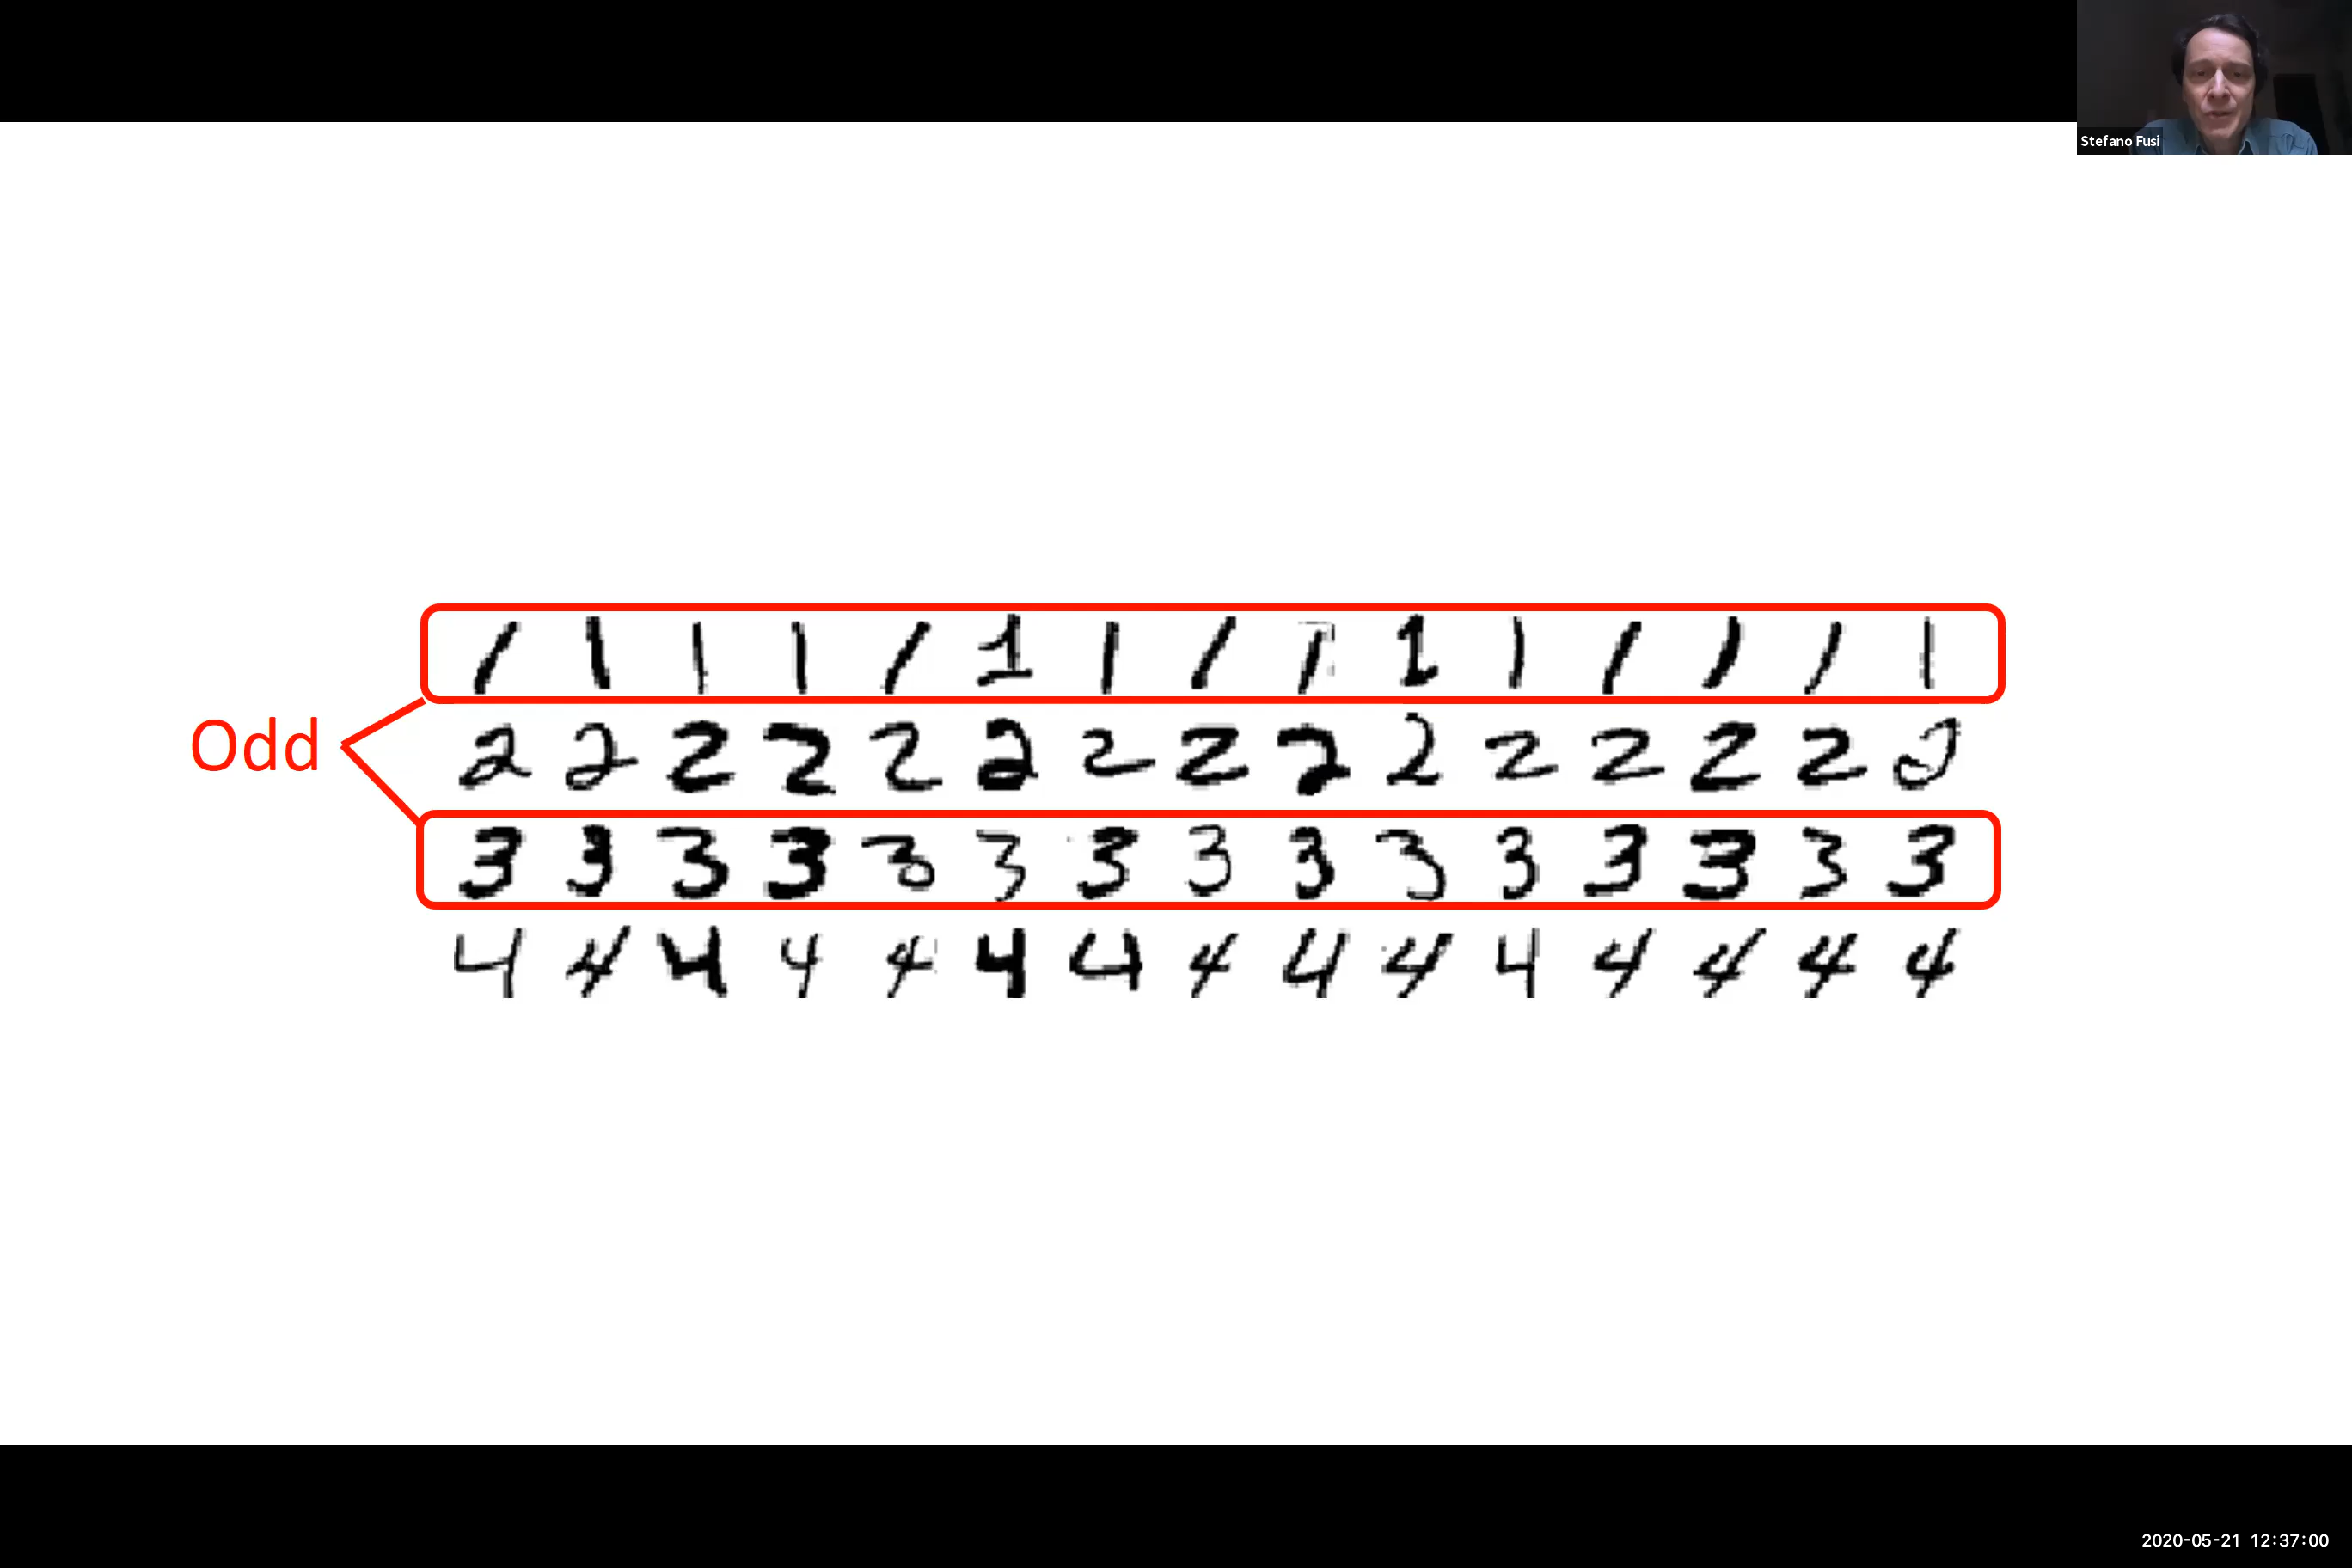 Stefano Fusi
1 1 1 1 1 1 1 1 1 1 1 1 1 1 1
Odd
2 2 2 2 2 2 2 2 2 2 2 2 2 2 2
3 3 3 3 3 3 3 3 3 3 3 3 3 3 3
4 4 4 4 4 4 4 4 4 4 4 4 4 4 4
2020-05-21 12:37:00